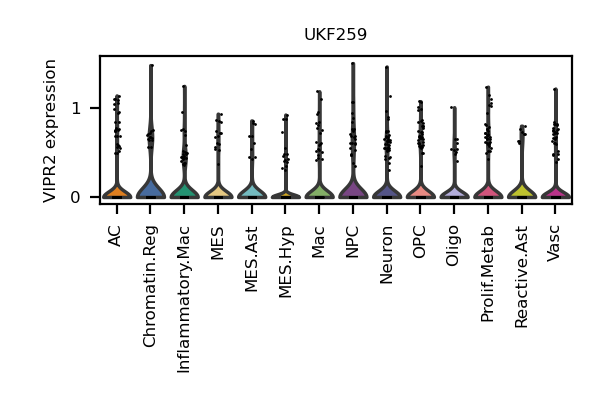 UKF259
VIPR2 expression
1
0
AC
Chromatin.Reg
Inflammatory.Mac
MES
MES.Ast
MES.Hyp
Mac
NPC
Neuron
OPC
Oligo
Prolif.Metab
Reactive.Ast
Vasc